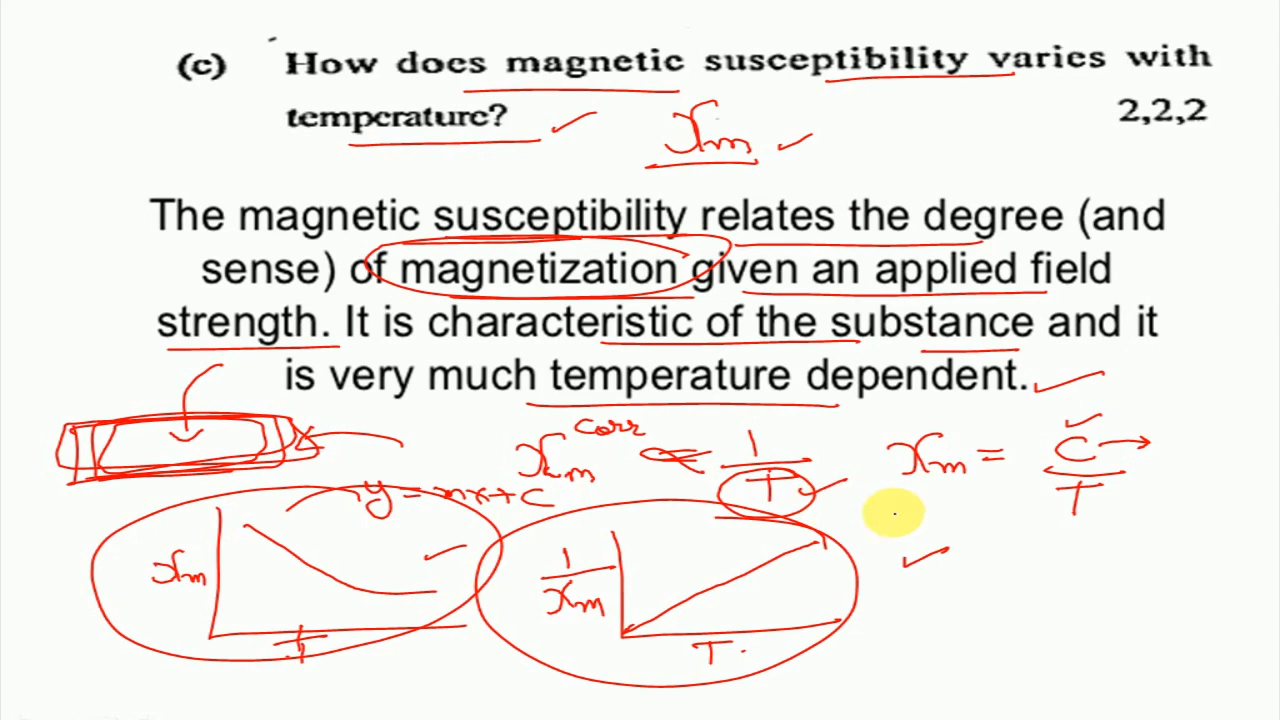 (c) How does magnetic susceptibility varies with
temperature? 2,2,2
χm
The magnetic susceptibility relates the degree (and
sense) of magnetization given an applied field
strength. It is characteristic of the substance and it
is very much temperature dependent.
χm^corr ∝ 1/T χm = C/T
y = mx + c
χm
T
1/χm
T